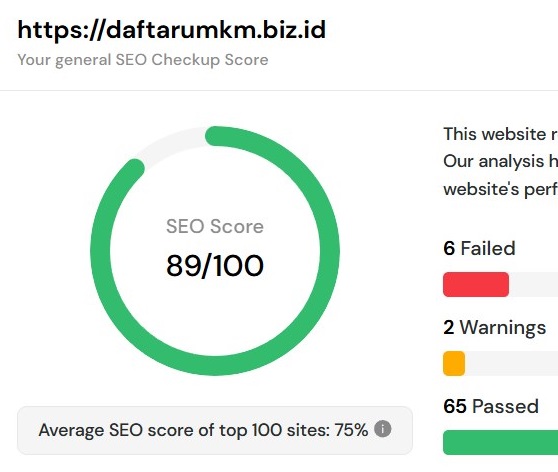 https://daftarumkm.biz.id
Your general SEO Checkup Score
SEO Score
89/100
Average SEO score of top 100 sites: 75%
This website r
Our analysis h
website's perf
6 Failed
2 Warnings
65 Passed